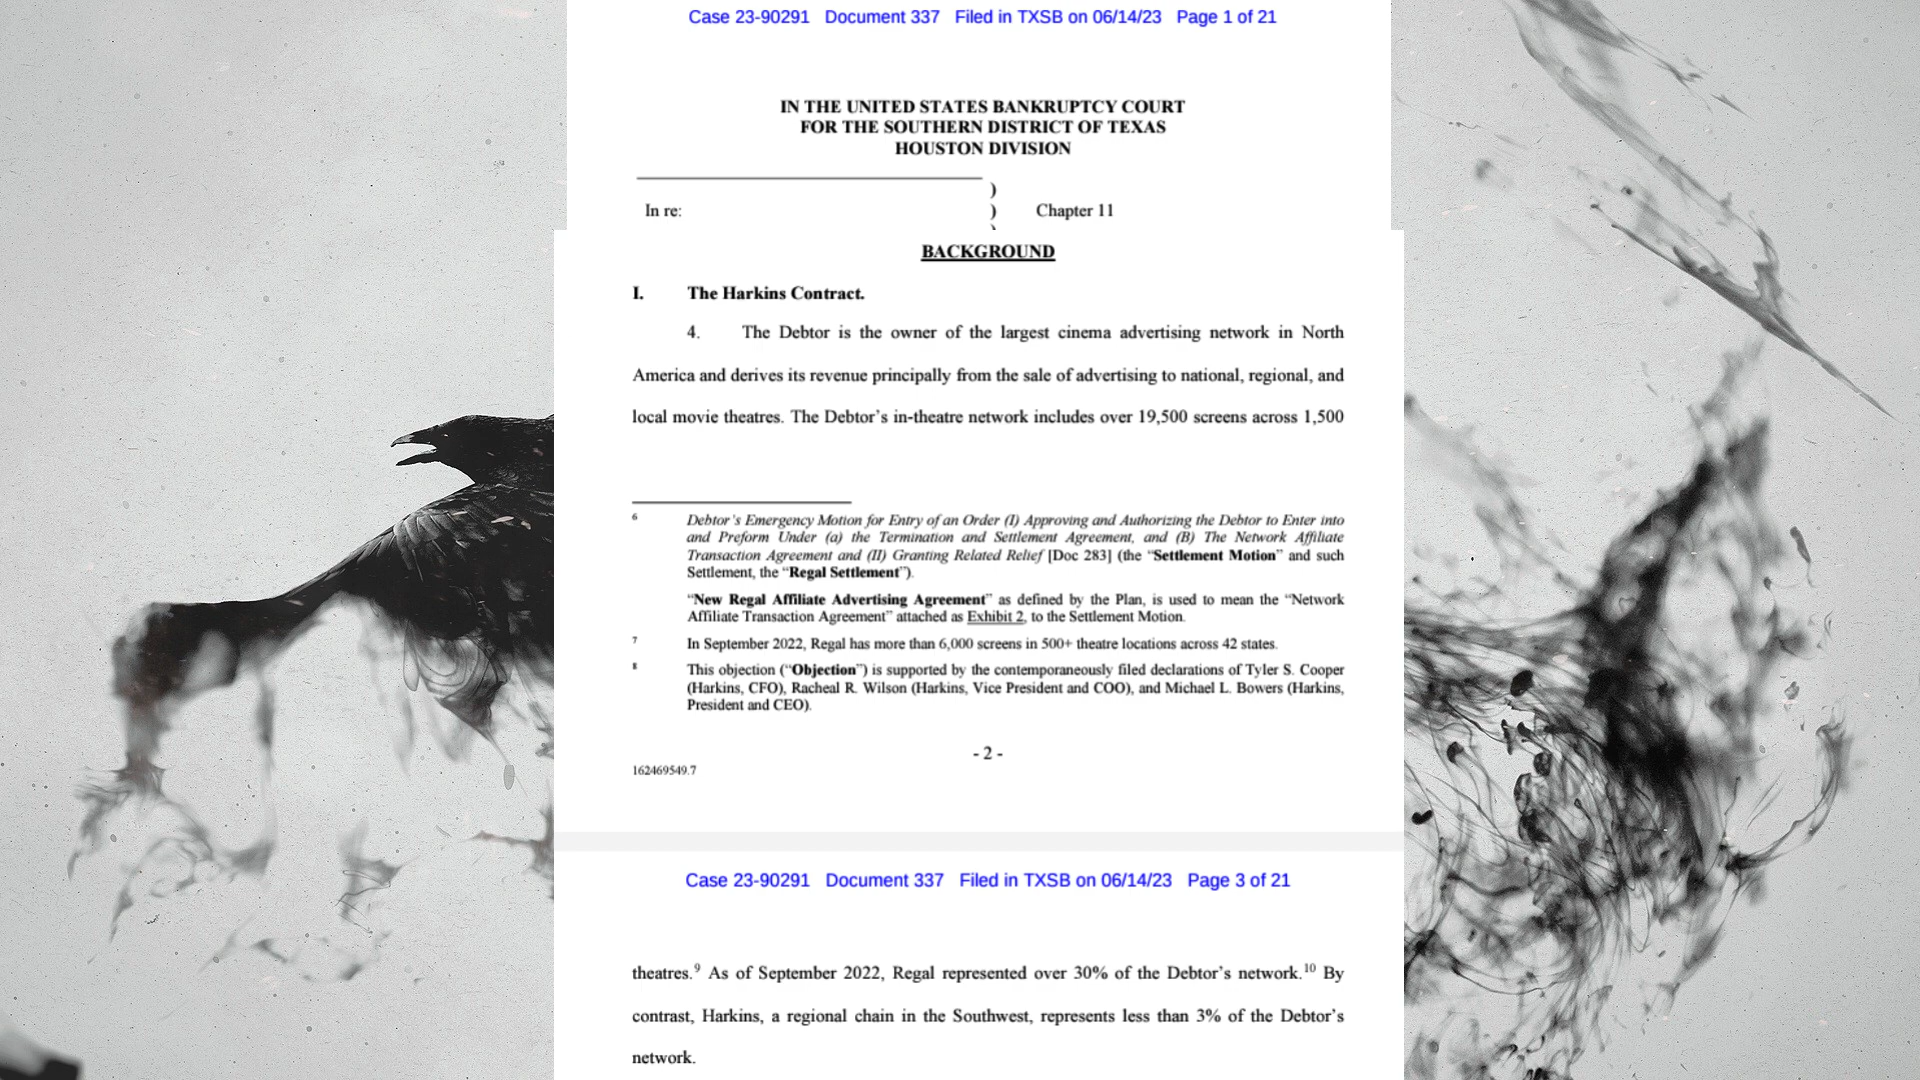 Case 23-90291 Document 337 Filed in TXSB on 06/14/23 Page 1 of 21
IN THE UNITED STATES BANKRUPTCY COURT
FOR THE SOUTHERN DISTRICT OF TEXAS
HOUSTON DIVISION
)
In re: ) Chapter 11
)
BACKGROUND
I. The Harkins Contract.
4. The Debtor is the owner of the largest cinema advertising network in North
America and derives its revenue principally from the sale of advertising to national, regional, and
local movie theatres. The Debtor's in-theatre network includes over 19,500 screens across 1,500
6 Debtor's Emergency Motion for Entry of an Order (I) Approving and Authorizing the Debtor to Enter into
and Preform Under (a) the Termination and Settlement Agreement, and (B) The Network Affiliate
Transaction Agreement and (II) Granting Related Relief [Doc 283] (the “Settlement Motion” and such
Settlement, the “Regal Settlement”).
“New Regal Affiliate Advertising Agreement” as defined by the Plan, is used to mean the “Network
Affiliate Transaction Agreement” attached as Exhibit 2, to the Settlement Motion.
7 In September 2022, Regal has more than 6,000 screens in 500+ theatre locations across 42 states.
8 This objection (“Objection”) is supported by the contemporaneously filed declarations of Tyler S. Cooper
(Harkins, CFO), Racheal R. Wilson (Harkins, Vice President and COO), and Michael L. Bowers (Harkins,
President and CEO).
- 2 -
162469549.7
Case 23-90291 Document 337 Filed in TXSB on 06/14/23 Page 3 of 21
theatres.9 As of September 2022, Regal represented over 30% of the Debtor's network.10 By
contrast, Harkins, a regional chain in the Southwest, represents less than 3% of the Debtor's
network.